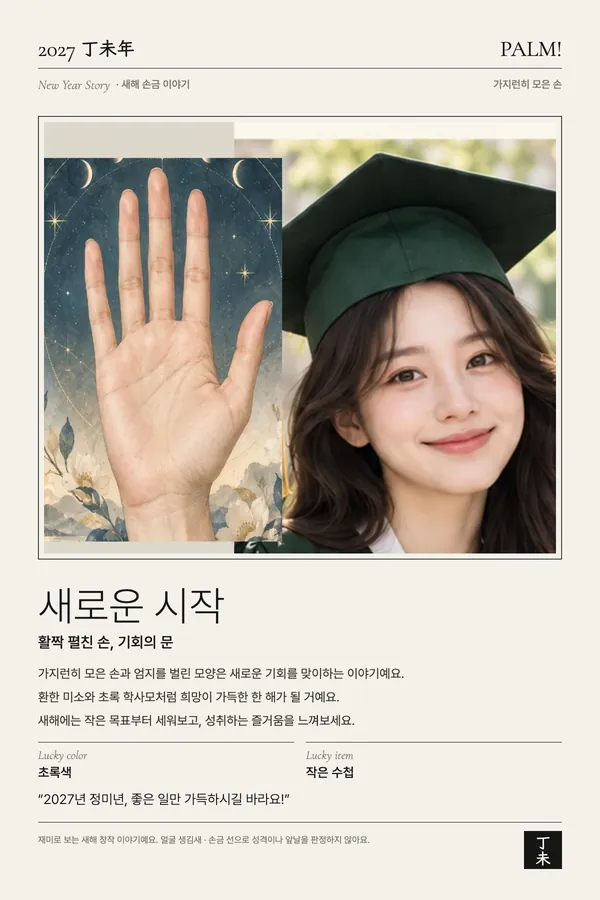 2027 丁未年
PALM!
New Year Story · 새해 손금 이야기
가지런히 모은 손
새로운 시작
활짝 펼친 손, 기회의 문
가지런히 모은 손과 엄지를 벌린 모양은 새로운 기회를 맞이하는 이야기예요.
환한 미소와 초록 학사모처럼 희망이 가득한 한 해가 될 거예요.
새해에는 작은 목표부터 세워보고, 성취하는 즐거움을 느껴보세요.
Lucky color
초록색
Lucky item
작은 수첩
“2027년 정미년, 좋은 일만 가득하시길 바라요!”
재미로 보는 새해 창작 이야기예요. 얼굴 생김새 · 손금 선으로 성격이나 앞날을 판정하지 않아요.
丁
未